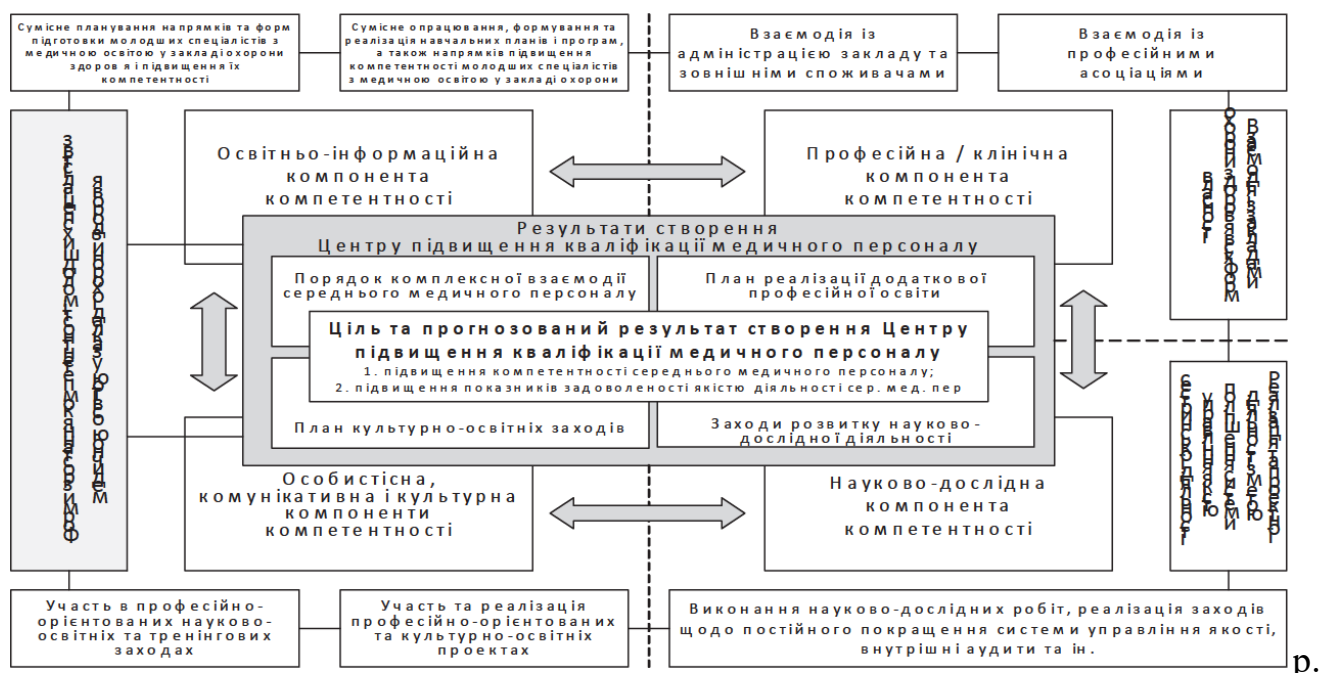 Сумісне планування напрямків та форм
підготовки молодших спеціалістів з
медичною освітою у закладі охорони
здоров я і підвищення їх
компетентності
Сумісне опрацювання, формування та
реалізація навчальних планів і програм,
а також напрямків підвищення
компетентності молодших спеціалістів
з медичною освітою у закладі охорони
Взаємодія із
адміністрацією закладу та
зовнішніми споживачами
Взаємодія із
професійними
асоціаціями
Освітньо-інформаційна
компонента
компетентності
Професійна / клінічна
компонента
компетентності
Результати створення
Центру підвищення кваліфікації медичного персоналу
Порядок комплексної взаємодії
середнього медичного персоналу
План реалізації додаткової
професійної освіти
Ціль та прогнозований результат створення Центру
підвищення кваліфікації медичного персоналу
1. підвищення компетентності середнього медичного персоналу;
2. підвищення показників задоволеності якістю діяльності сер. мед. пер
План культурно-освітніх заходів
Заходи розвитку науково-
дослідної діяльності
Особистісна,
комунікативна і культурна
компоненти
компетентності
Науково-дослідна
компонента
компетентності
Участь в професійно-
орієнтованих науково-
освітніх та тренінгових
заходах
Участь та реалізація
професійно-орієнтованих
та культурно-освітніх
проектах
Виконання науково-дослідних робіт, реалізація заходів
щодо постійного покращення системи управління якості,
внутрішні аудити та ін.
р.